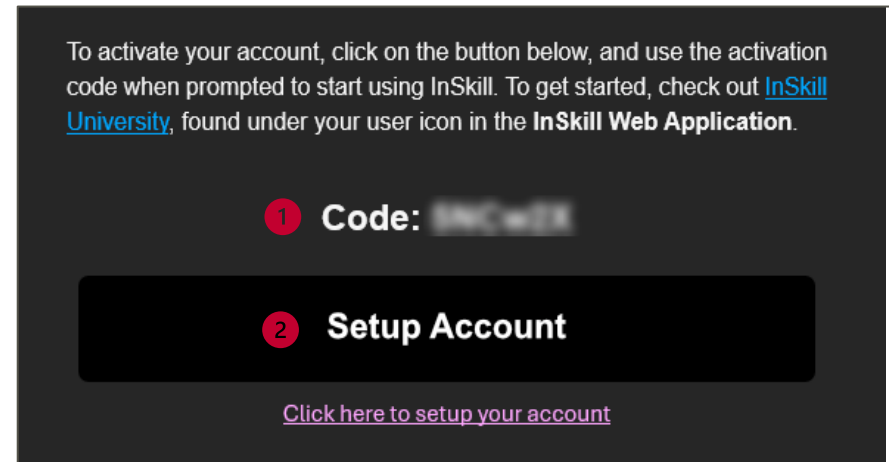 To activate your account, click on the button below, and use the activation
code when prompted to start using InSkill. To get started, check out InSkill
University, found under your user icon in the InSkill Web Application.
1 Code:
2 Setup Account
Click here to setup your account